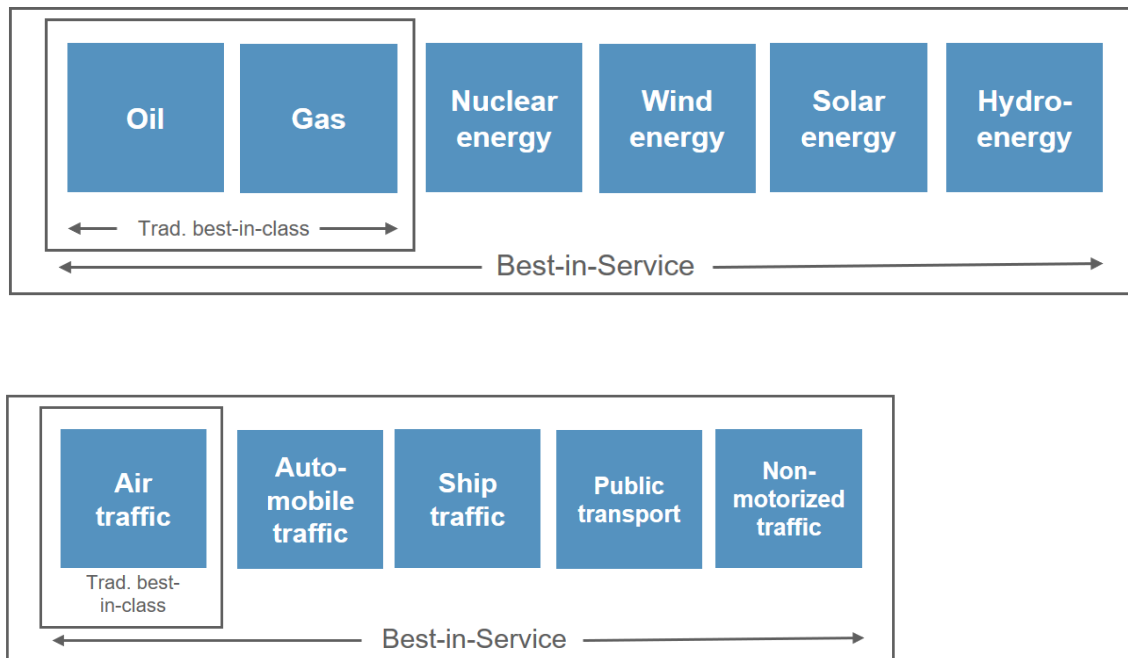 Oil
Gas
Nuclear
energy
Wind
energy
Solar
energy
Hydro-
energy
Trad. best-in-class
Best-in-Service
Air
traffic
Auto-
mobile
traffic
Ship
traffic
Public
transport
Non-
motorized
traffic
Trad. best-
in-class
Best-in-Service